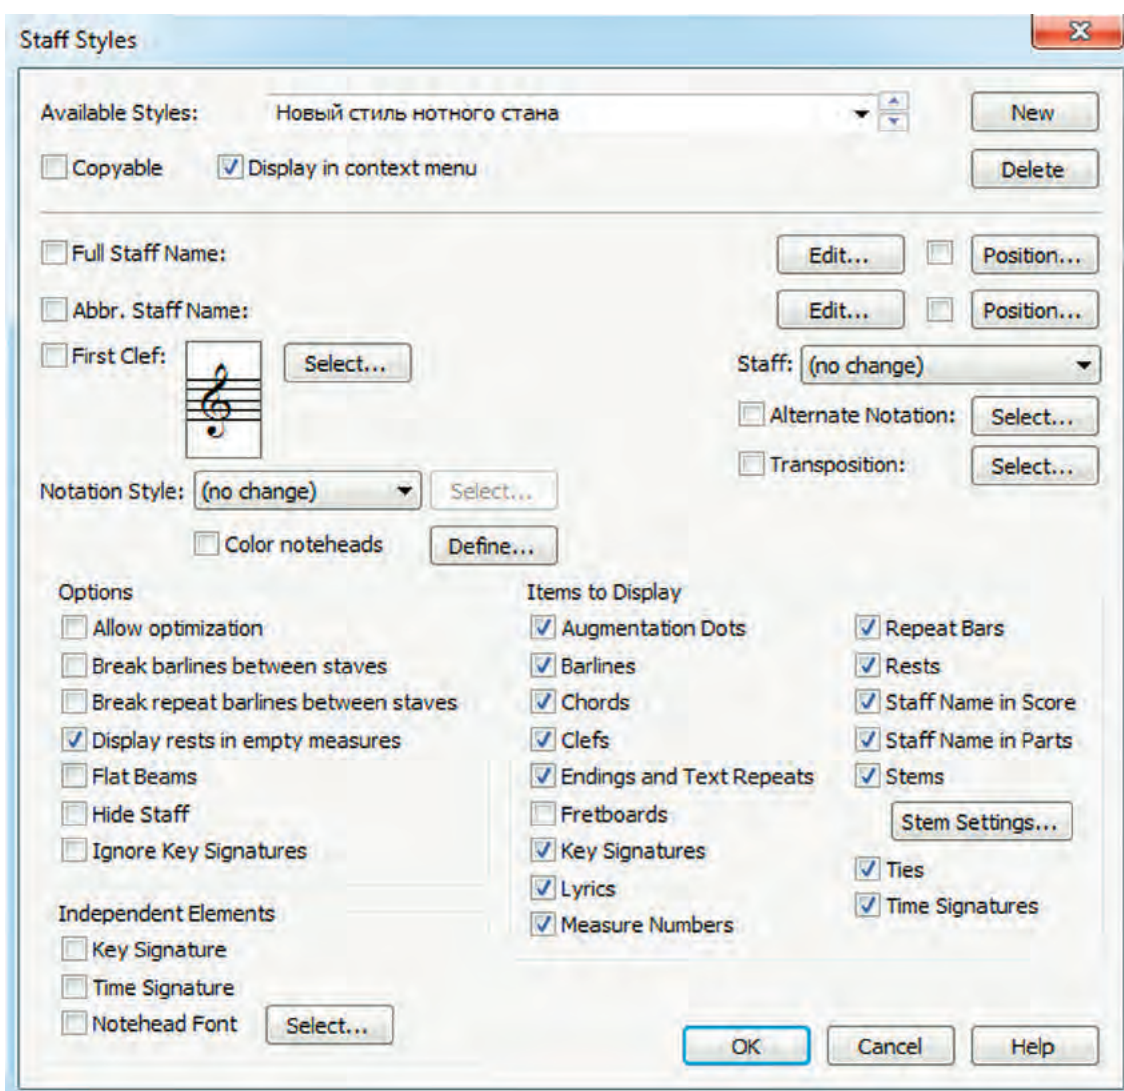 Staff Styles
Available Styles: Новый стиль нотного стана New
Copyable Display in context menu Delete
Full Staff Name: Edit... Position...
Abbr. Staff Name: Edit... Position...
First Clef: Select... Staff: (no change)
Alternate Notation: Select...
Transposition: Select...
Notation Style: (no change) Select...
Color noteheads Define...
Options
Allow optimization
Break barlines between staves
Break repeat barlines between staves
Display rests in empty measures
Flat Beams
Hide Staff
Ignore Key Signatures
Independent Elements
Key Signature
Time Signature
Notehead Font Select...
Items to Display
Augmentation Dots
Barlines
Chords
Clefs
Endings and Text Repeats
Fretboards
Key Signatures
Lyrics
Measure Numbers
Repeat Bars
Rests
Staff Name in Score
Staff Name in Parts
Stems
Stem Settings...
Ties
Time Signatures
OK Cancel Help